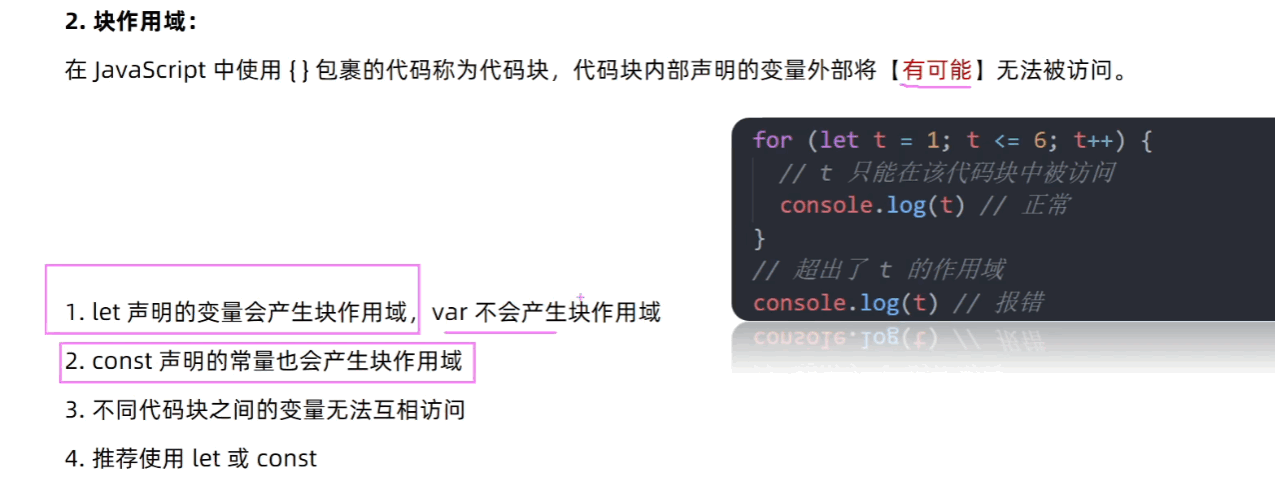 2. 块作用域：
在 JavaScript 中使用 { } 包裹的代码称为代码块，代码块内部声明的变量外部将【有可能】无法被访问。
for (let t = 1; t <= 6; t++) {
// t 只能在该代码块中被访问
console.log(t) // 正常
}
// 超出了 t 的作用域
console.log(t) // 报错
1. let 声明的变量会产生块作用域，var 不会产生块作用域
2. const 声明的常量也会产生块作用域
3. 不同代码块之间的变量无法互相访问
4. 推荐使用 let 或 const